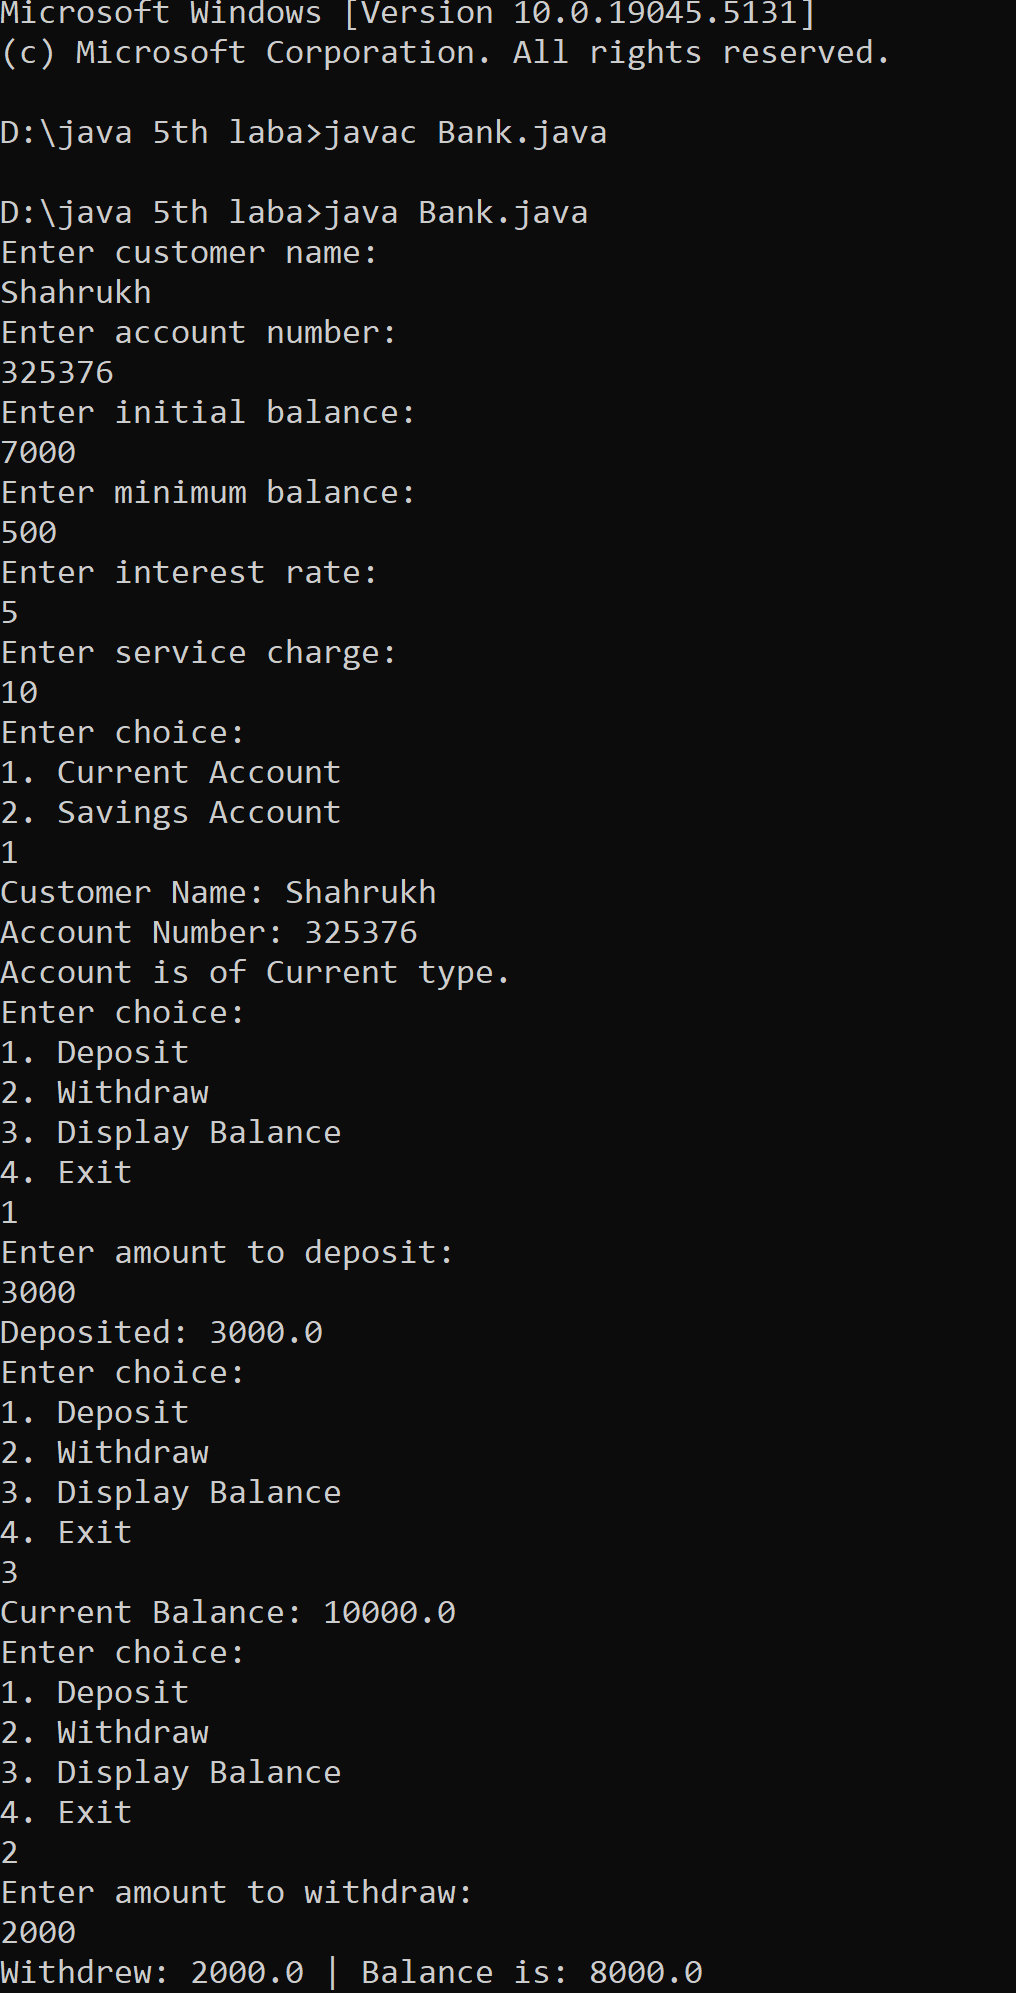 Microsoft Windows [Version 10.0.19045.5131]
(c) Microsoft Corporation. All rights reserved.
D:\java 5th laba>javac Bank.java
D:\java 5th laba>java Bank.java
Enter customer name:
Shahrukh
Enter account number:
325376
Enter initial balance:
7000
Enter minimum balance:
500
Enter interest rate:
5
Enter service charge:
10
Enter choice:
1. Current Account
2. Savings Account
1
Customer Name: Shahrukh
Account Number: 325376
Account is of Current type.
Enter choice:
1. Deposit
2. Withdraw
3. Display Balance
4. Exit
1
Enter amount to deposit:
3000
Deposited: 3000.0
Enter choice:
1. Deposit
2. Withdraw
3. Display Balance
4. Exit
3
Current Balance: 10000.0
Enter choice:
1. Deposit
2. Withdraw
3. Display Balance
4. Exit
2
Enter amount to withdraw:
2000
Withdrew: 2000.0 | Balance is: 8000.0